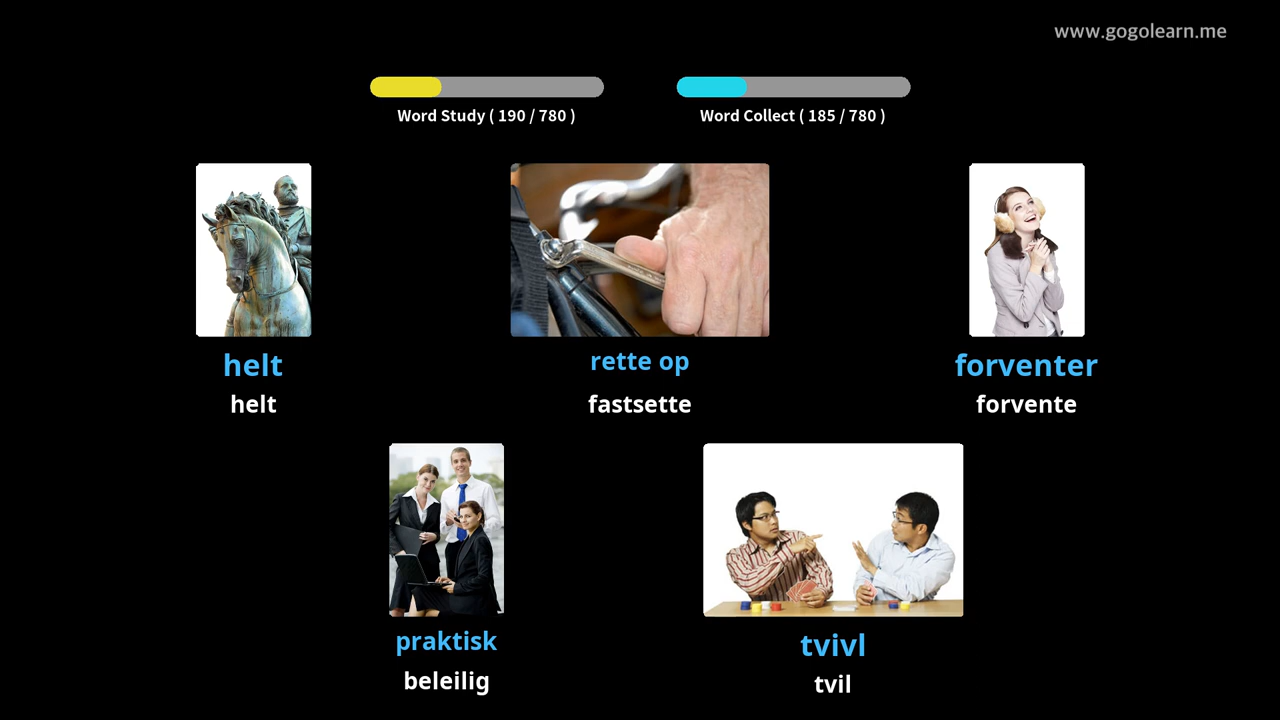 www.gogolearn.me
Word Study ( 190 / 780 )
Word Collect ( 185 / 780 )
helt
helt
rette op
fastsette
forventer
forvente
praktisk
beleilig
tvivl
tvil